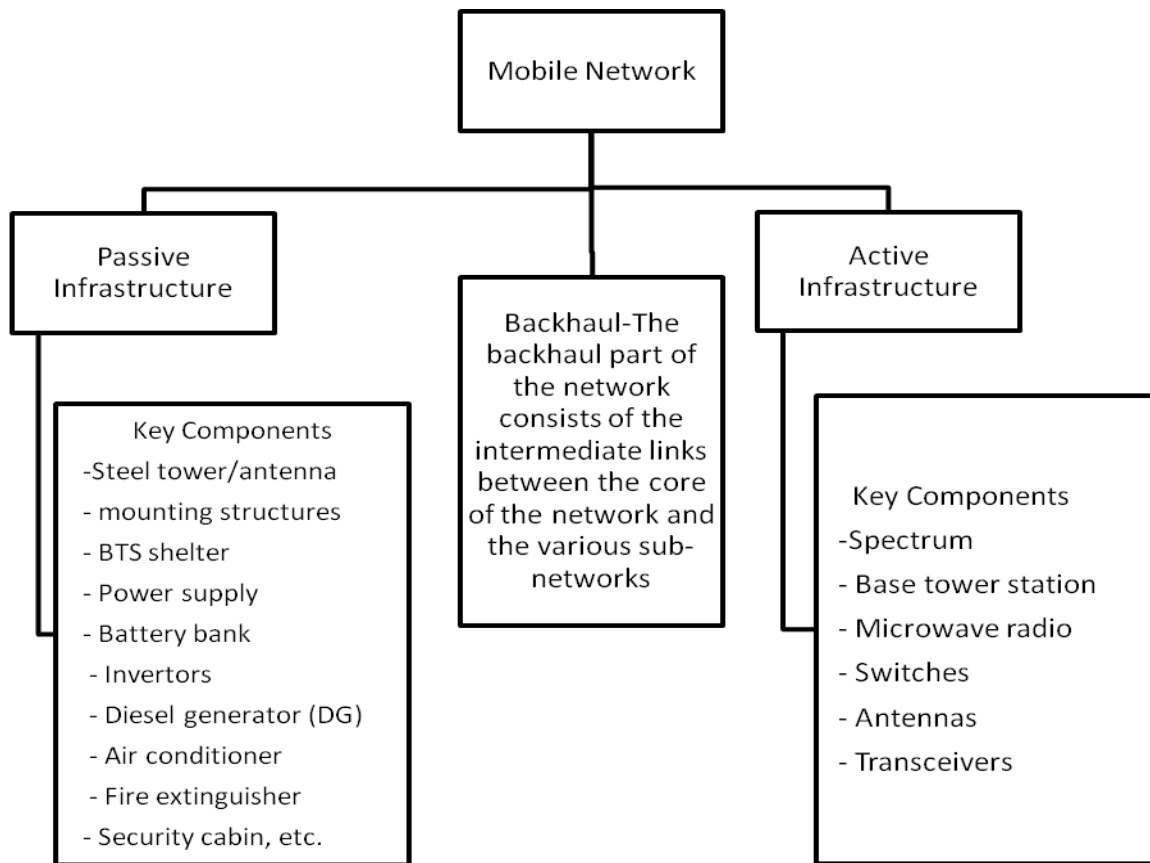 Mobile Network
Passive
Infrastructure
Active
Infrastructure
Backhaul-The
backhaul part of
the network
consists of the
intermediate links
between the core
of the network and
the various sub-
networks
Key Components
-Steel tower/antenna
- mounting structures
- BTS shelter
- Power supply
- Battery bank
- Invertors
- Diesel generator (DG)
- Air conditioner
- Fire extinguisher
- Security cabin, etc.
Key Components
-Spectrum
- Base tower station
- Microwave radio
- Switches
- Antennas
- Transceivers